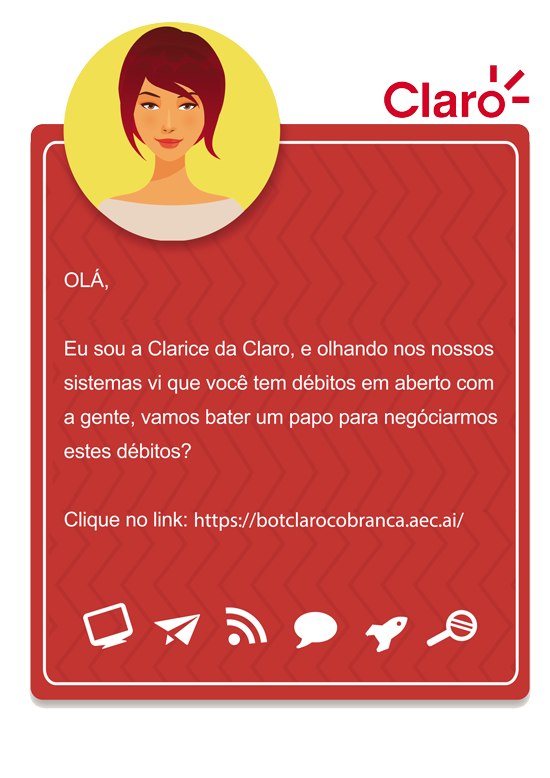 Claro
OLÁ,
Eu sou a Clarice da Claro, e olhando nos nossos
sistemas vi que você tem débitos em aberto com
a gente, vamos bater um papo para negóciarmos
estes débitos?
Clique no link: https://botclarocobranca.aec.ai/